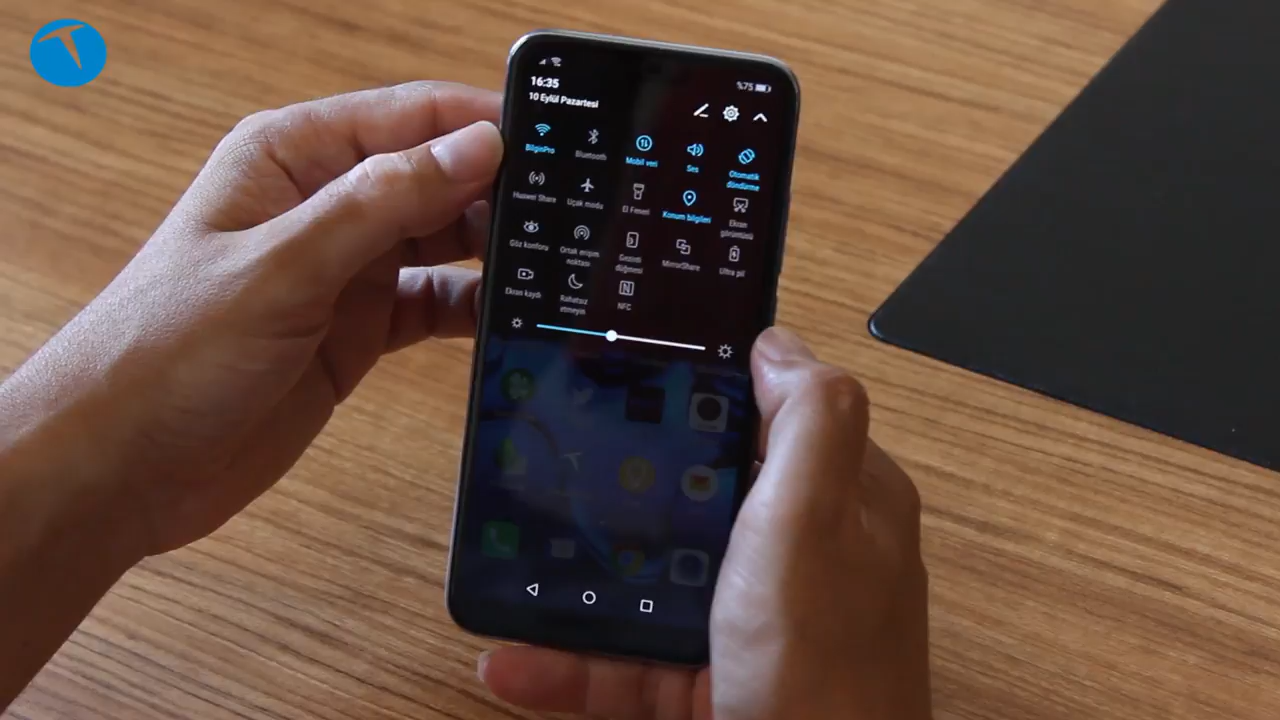 16:35
%75
10 Eylül Pazartesi
BilginPro
Bluetooth
Mobil veri
Ses
Otomatik
döndürme
Huawei Share
Uçak modu
El Feneri
Konum bilgileri
Ekran
görüntüsü
Göz konforu
Ortak erişim
noktası
Gezinti
düğmesi
MirrorShare
Ultra pil
Ekran kaydı
Rahatsız
etmeyin
NFC